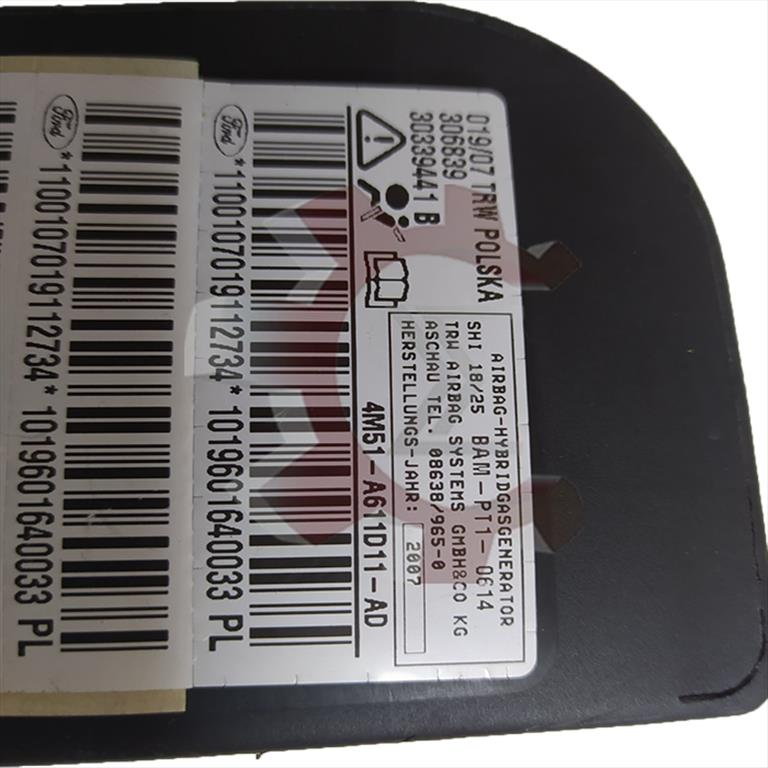 019/07 TRW POLSKA
306839
30339441 B
AIRBAG-HYBRIDGASGENERATOR
SHI 18/25 BAM-PT1-0614
TRW AIRBAG SYSTEMS GMBH&CO KG
ASCHAU TEL. 08638/965-0
HERSTELLUNGS-JAHR: 2007
4M51-A611D11-AD
Ford
*1100107019112734* 1019601640033 PL
Ford
*1100107019112734* 1019601640033 PL